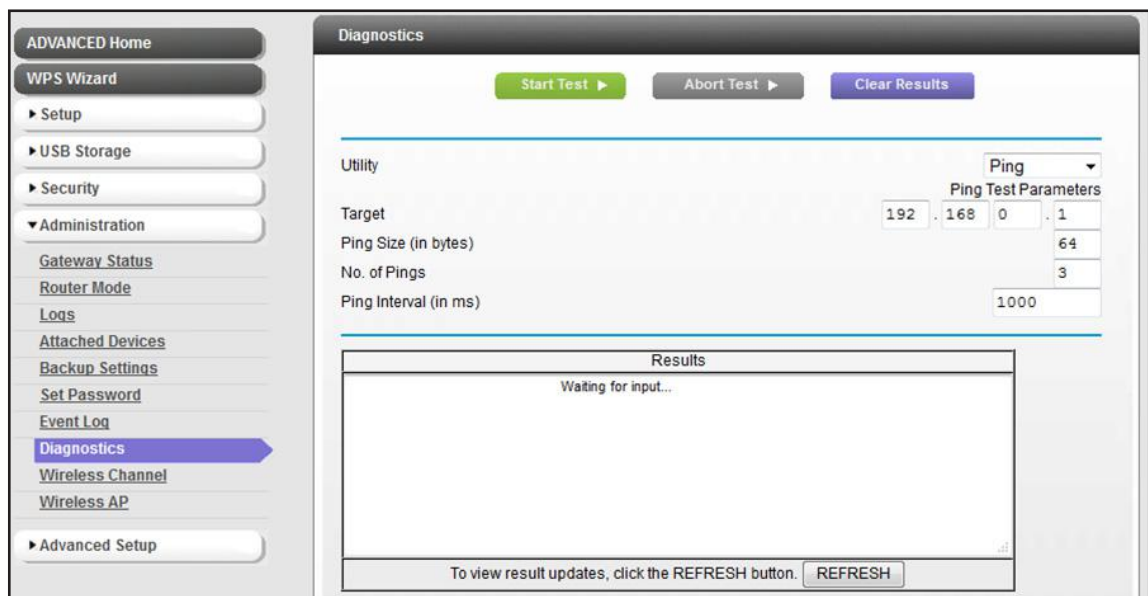 ADVANCED Home
WPS Wizard
Setup
USB Storage
Security
Administration
Gateway Status
Router Mode
Logs
Attached Devices
Backup Settings
Set Password
Event Log
Diagnostics
Wireless Channel
Wireless AP
Advanced Setup
Diagnostics
Start Test Abort Test Clear Results
Utility Ping
Ping Test Parameters
Target 192 . 168 0 . 1
Ping Size (in bytes) 64
No. of Pings 3
Ping Interval (in ms) 1000
Results
Waiting for input...
To view result updates, click the REFRESH button. REFRESH